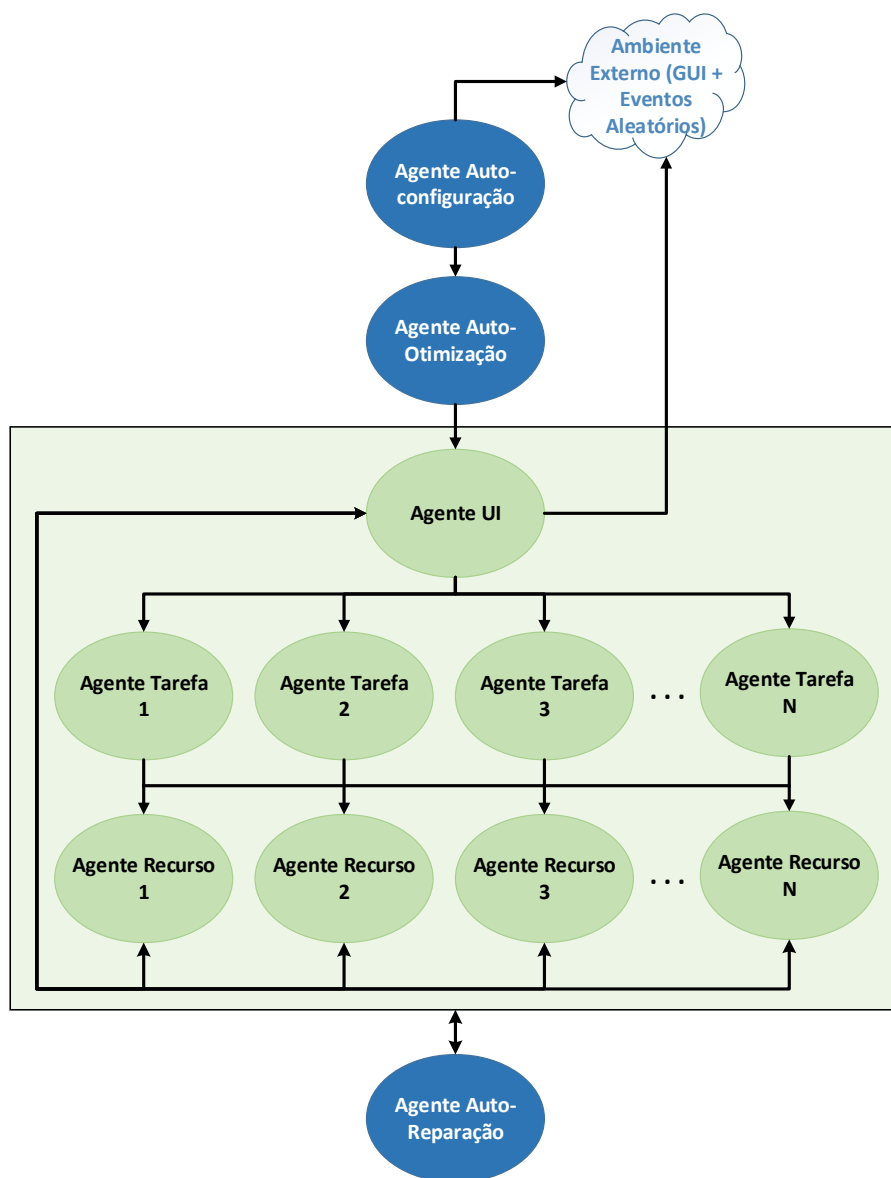 Ambiente
Externo (GUI +
Eventos
Aleatórios)
Agente Auto-
configuração
Agente Auto-
Otimização
Agente UI
Agente Tarefa
1
Agente Tarefa
2
Agente Tarefa
3
. . .
Agente Tarefa
N
Agente Recurso
1
Agente Recurso
2
Agente Recurso
3
. . .
Agente Recurso
N
Agente Auto-
Reparação